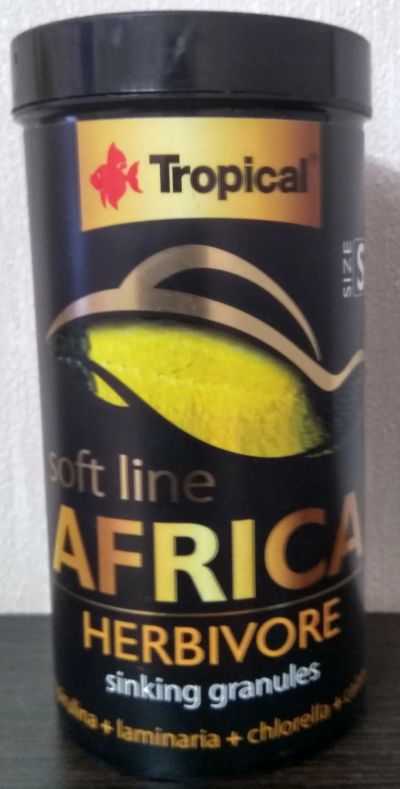 Tropical
SIZE S
soft line
AFRICA
HERBIVORE
sinking granules
+ laminaria + chlorella +